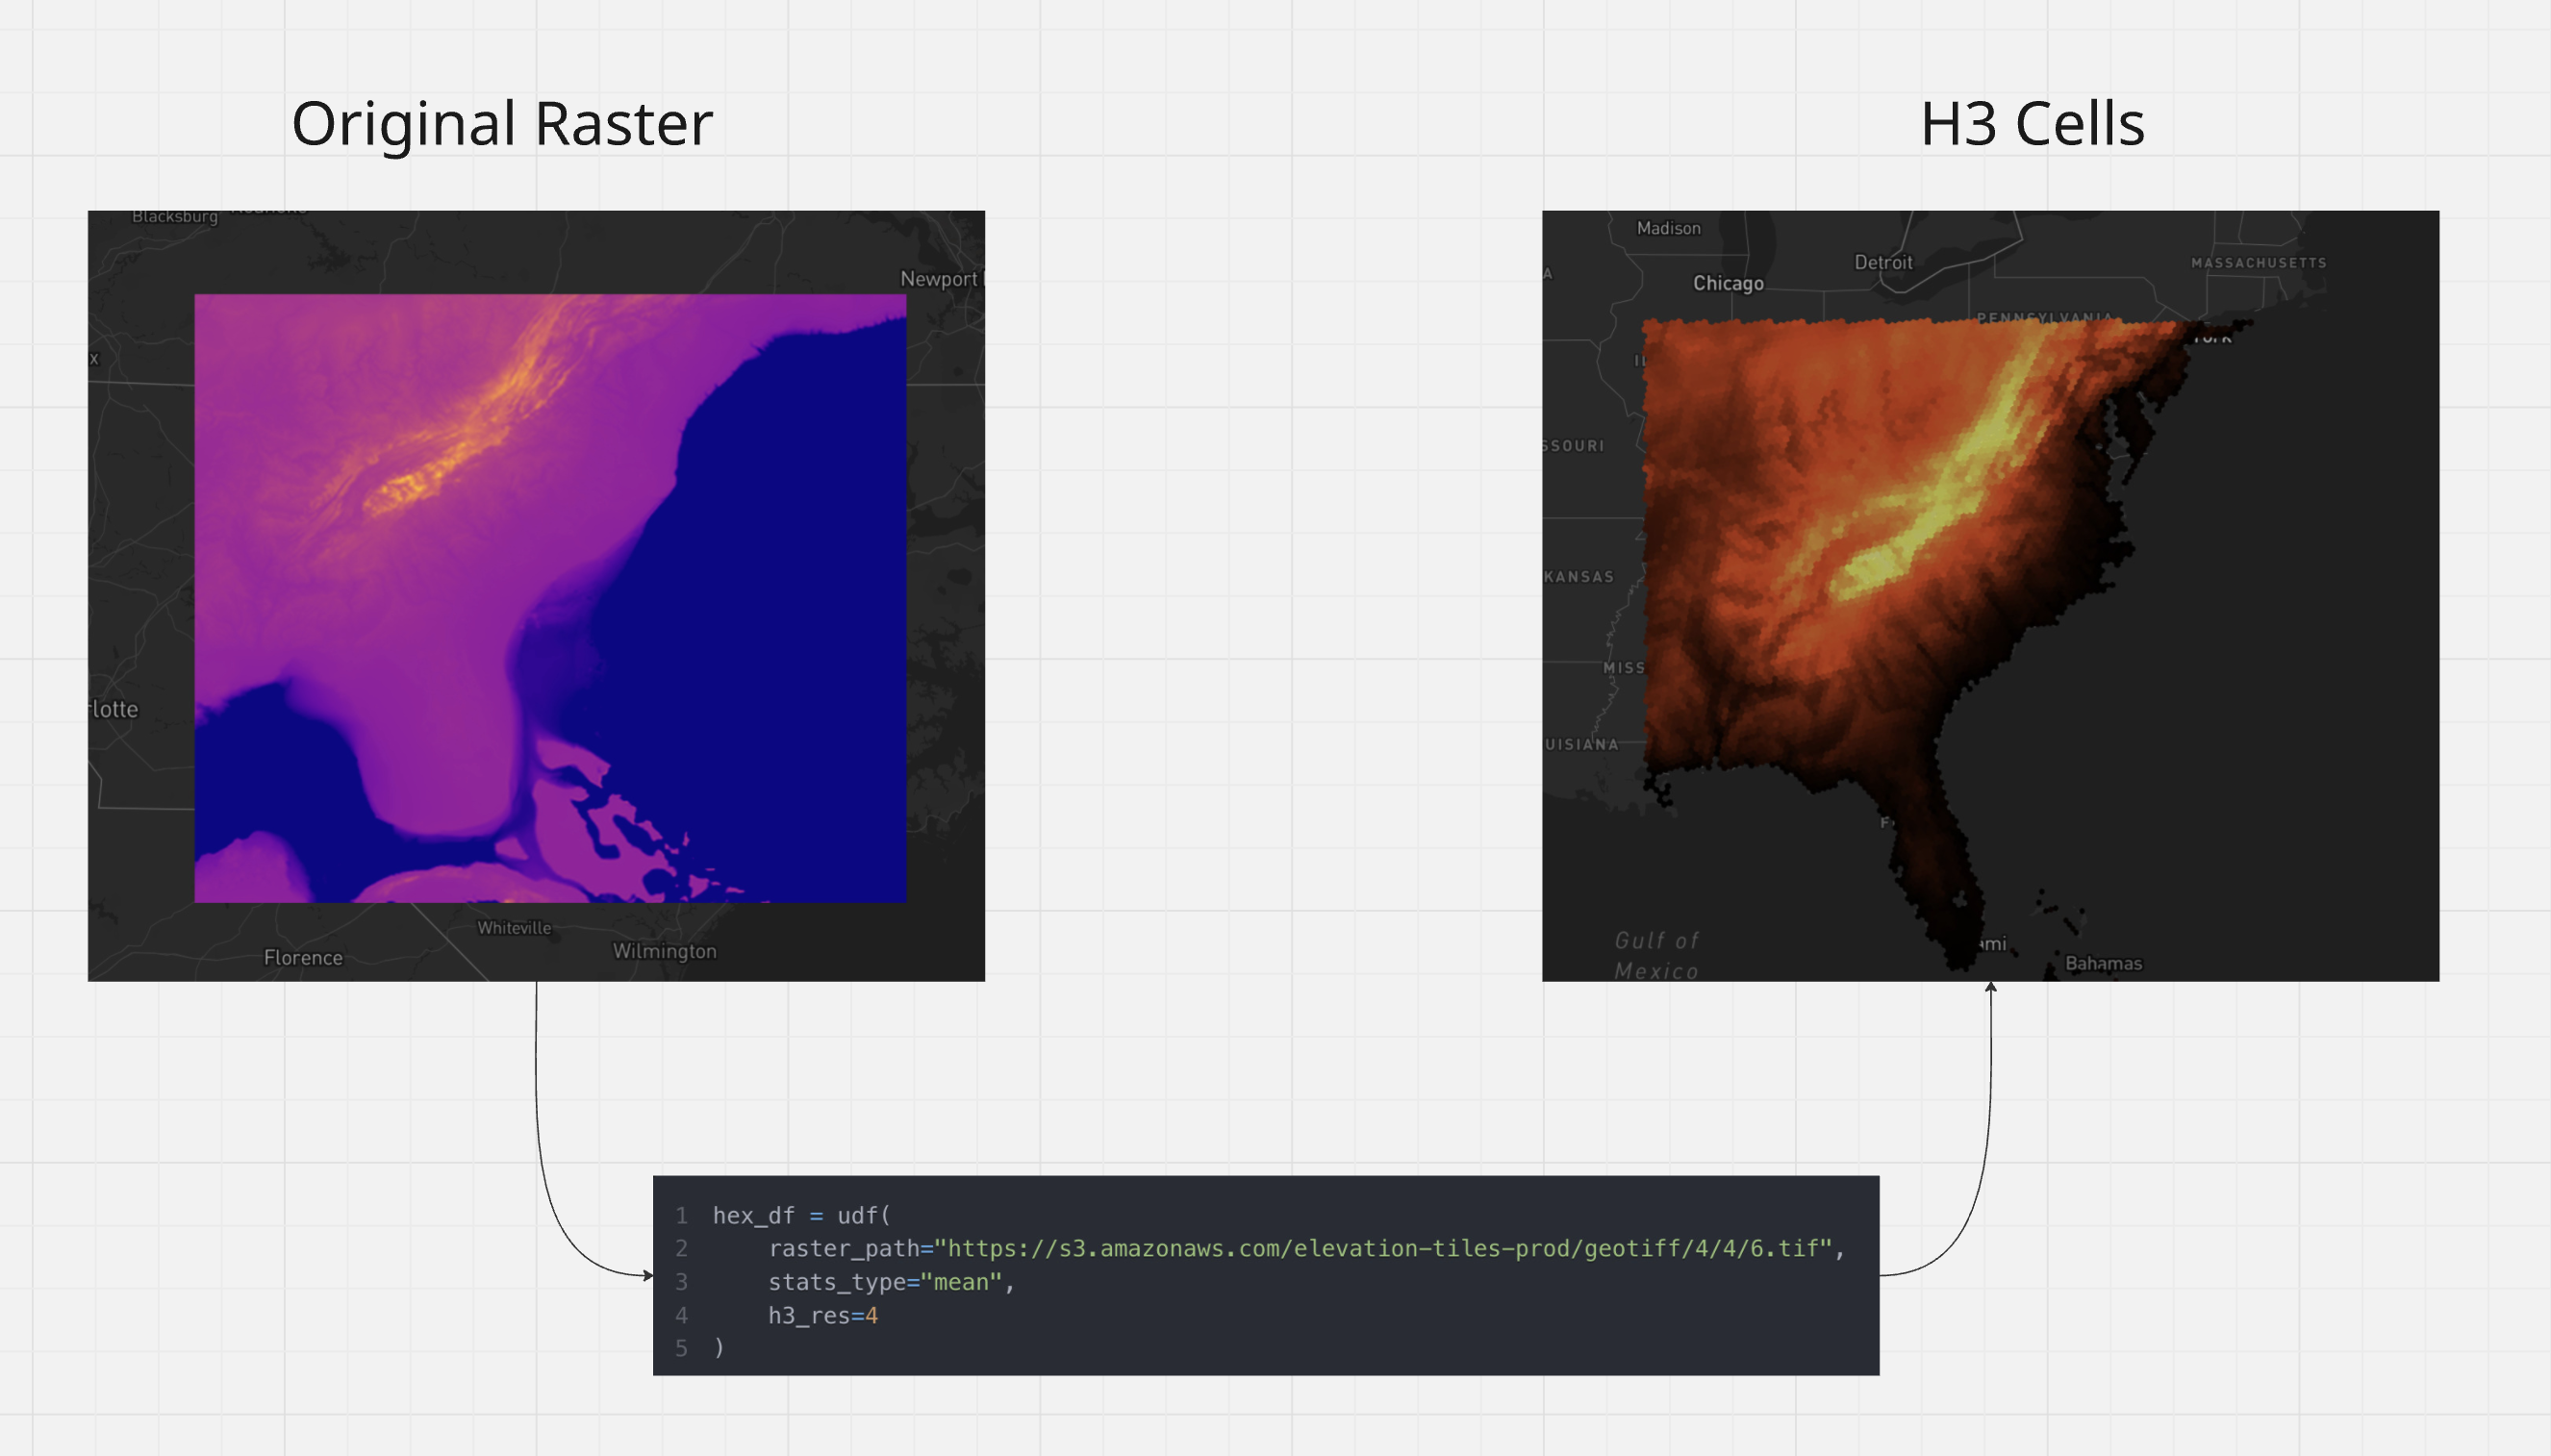 Original Raster
H3 Cells
Blacksburg
Newport
x
rlotte
Whiteville
Florence
Wilmington
Madison
Detroit
MASSACHUSETTS
A
Chicago
PENNSYLVANIA
IL
SSOURI
KANSAS
MISS
UISIANA
F
Gulf of
Mexico
ami
Bahamas
1 hex_df = udf(
2     raster_path="https://s3.amazonaws.com/elevation-tiles-prod/geotiff/4/4/6.tif",
3     stats_type="mean",
4     h3_res=4
5 )